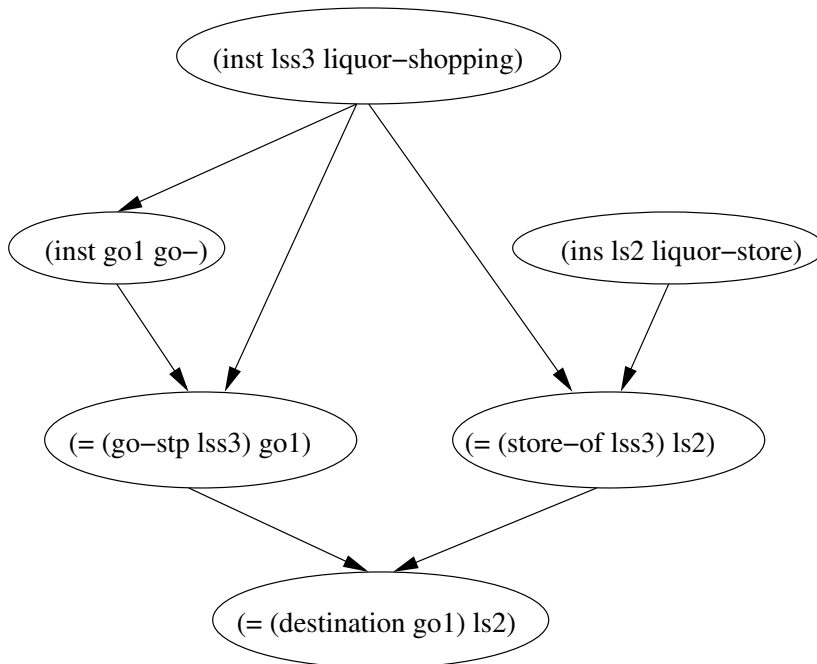 (inst lss3 liquor−shopping)
(inst go1 go−)
(ins ls2 liquor−store)
(= (go−stp lss3) go1)
(= (store−of lss3) ls2)
(= (destination go1) ls2)